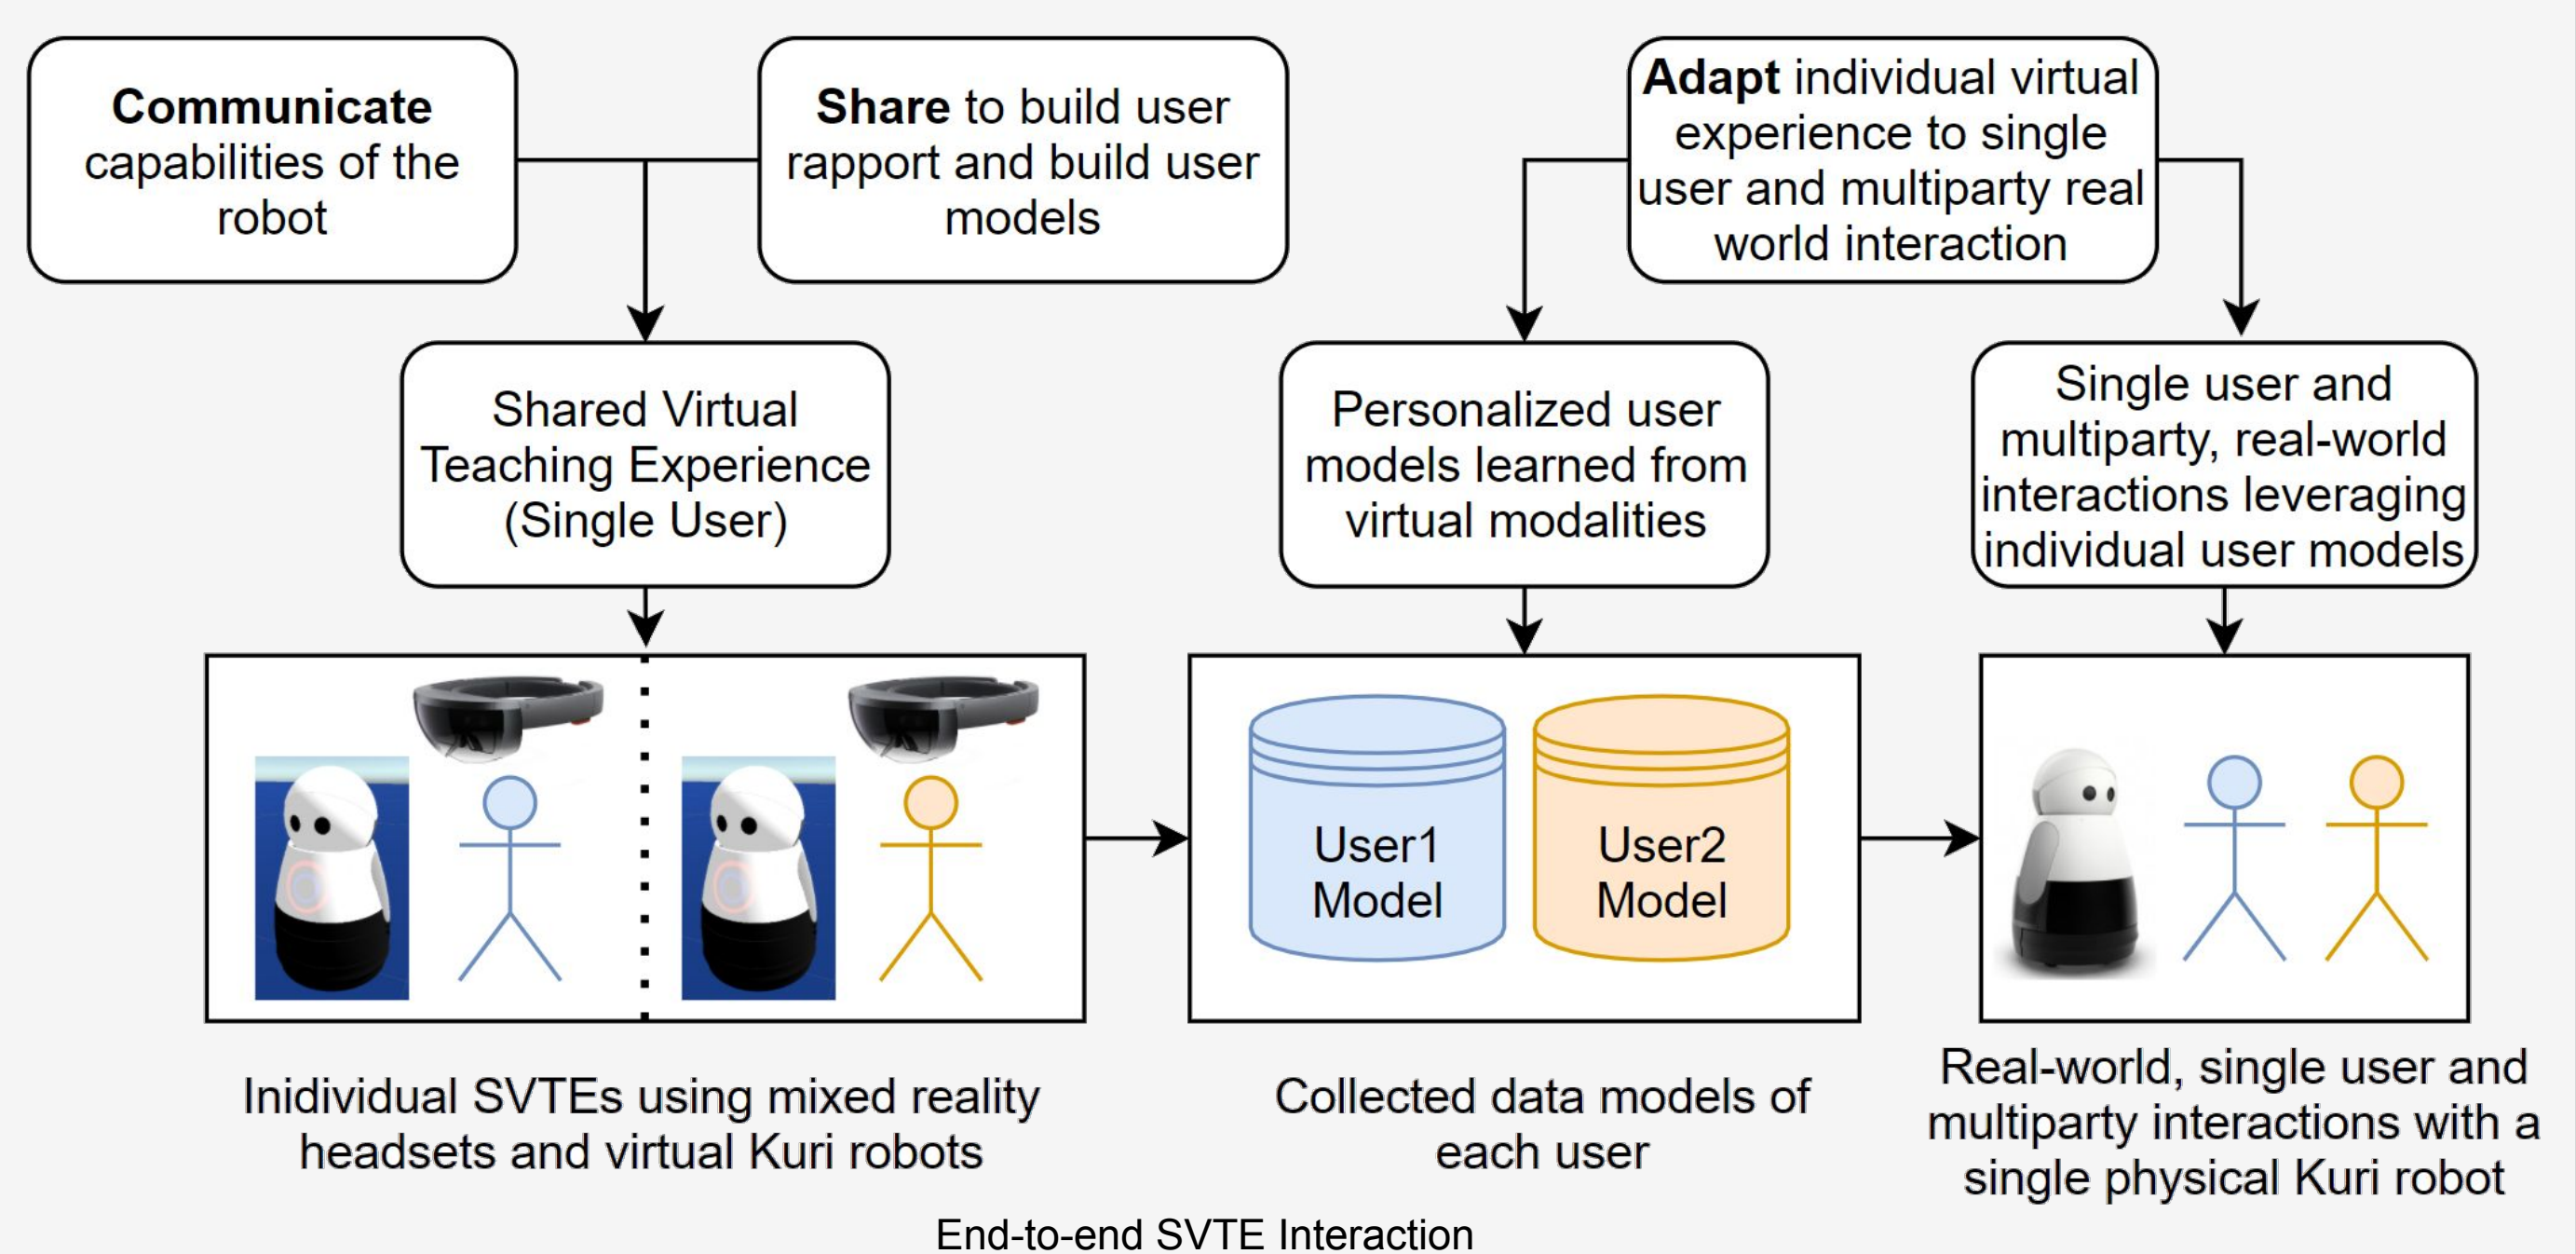 Communicate
capabilities of the
robot
Share to build user
rapport and build user
models
Adapt individual virtual
experience to single
user and multiparty real
world interaction
Shared Virtual
Teaching Experience
(Single User)
Personalized user
models learned from
virtual modalities
Single user and
multiparty, real-world
interactions leveraging
individual user models
User1
Model
User2
Model
Inidividual SVTEs using mixed reality
headsets and virtual Kuri robots
Collected data models of
each user
Real-world, single user and
multiparty interactions with a
single physical Kuri robot
End-to-end SVTE Interaction